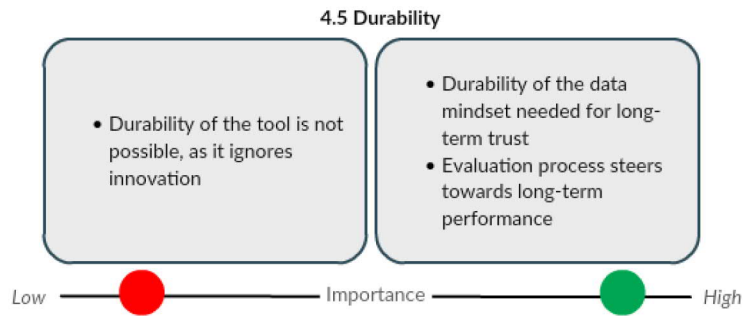 4.5 Durability
• Durability of the tool is not
possible, as it ignores
innovation
• Durability of the data
mindset needed for long-
term trust
• Evaluation process steers
towards long-term
performance
Low
Importance
High